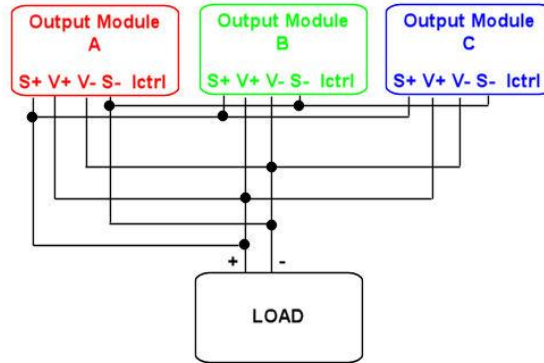 Output Module
A
S+ V+ V- S- Ictrl
Output Module
B
S+ V+ V- S- Ictrl
Output Module
C
S+ V+ V- S- Ictrl
+ -
LOAD